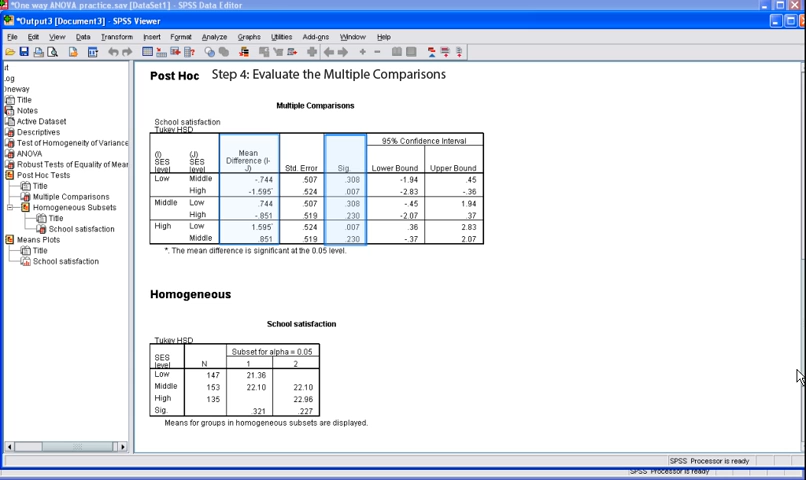 *One way ANOVA practice.sav [DataSet1] - SPSS Data Editor
*Output3 [Document3] - SPSS Viewer
File Edit View Data Transform Insert Format Analyze Graphs Utilities Add-ons Window Help
Log
Oneway
Title
Notes
Active Dataset
Descriptives
Test of Homogeneity of Variance
ANOVA
Robust Tests of Equality of Mean
Post Hoc Tests
Title
Multiple Comparisons
Homogeneous Subsets
Title
School satisfaction
Means Plots
Title
School satisfaction
Post Hoc Step 4: Evaluate the Multiple Comparisons
Multiple Comparisons
School satisfaction
Tukey HSD
95% Confidence Interval
(I) SES level (J) SES level Mean Difference (I-J) Std. Error Sig. Lower Bound Upper Bound
Low Middle -.744 .507 .308 -1.94 .45
High -1.595* .524 .007 -2.83 -.36
Middle Low .744 .507 .308 -.45 1.94
High -.851 .519 .230 -2.07 .37
High Low 1.595* .524 .007 .36 2.83
Middle .851 .519 .230 -.37 2.07
*. The mean difference is significant at the 0.05 level.
Homogeneous
School satisfaction
Tukey HSD
Subset for alpha = 0.05
SES level N 1 2
Low 147 21.36
Middle 153 22.10 22.10
High 135 22.96
Sig. .321 .227
Means for groups in homogeneous subsets are displayed.
SPSS Processor is ready
SPSS Processor is ready